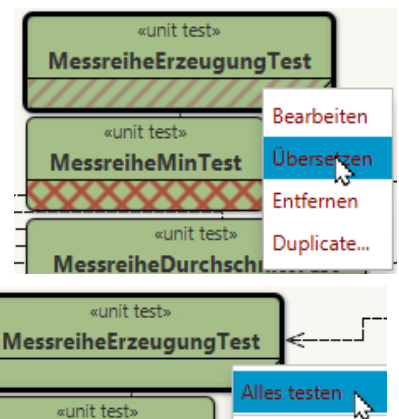 «unit test»
MessreiheErzeugungTest
Bearbeiten
«unit test»
MessreiheMinTest
Übersetzen
Entfernen
«unit test»
Duplicate...
«unit test»
MessreiheErzeugungTest
Alles testen
«unit test»